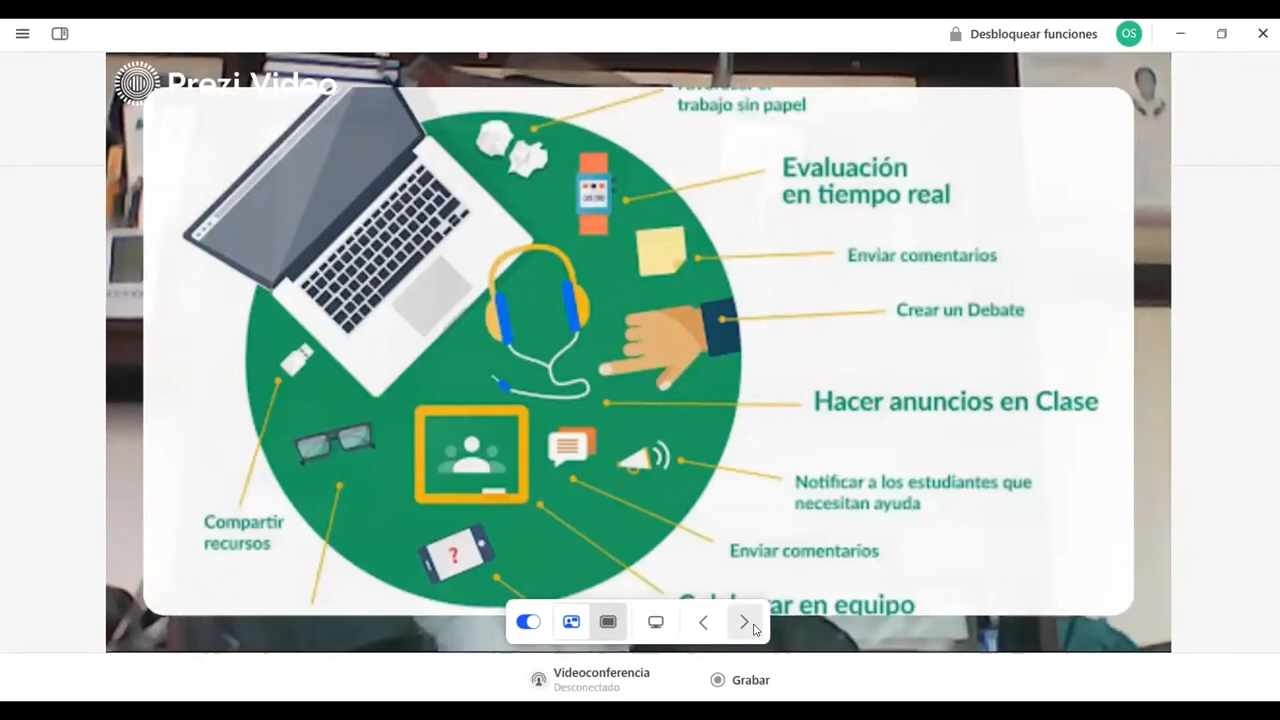 Desbloquear funciones
OS
Prezi Video
trabajo sin papel
Evaluación
en tiempo real
Enviar comentarios
Crear un Debate
Hacer anuncios en Clase
Notificar a los estudiantes que
necesitan ayuda
Compartir
recursos
Enviar comentarios
en equipo
?
Videoconferencia
Desconectado
Grabar